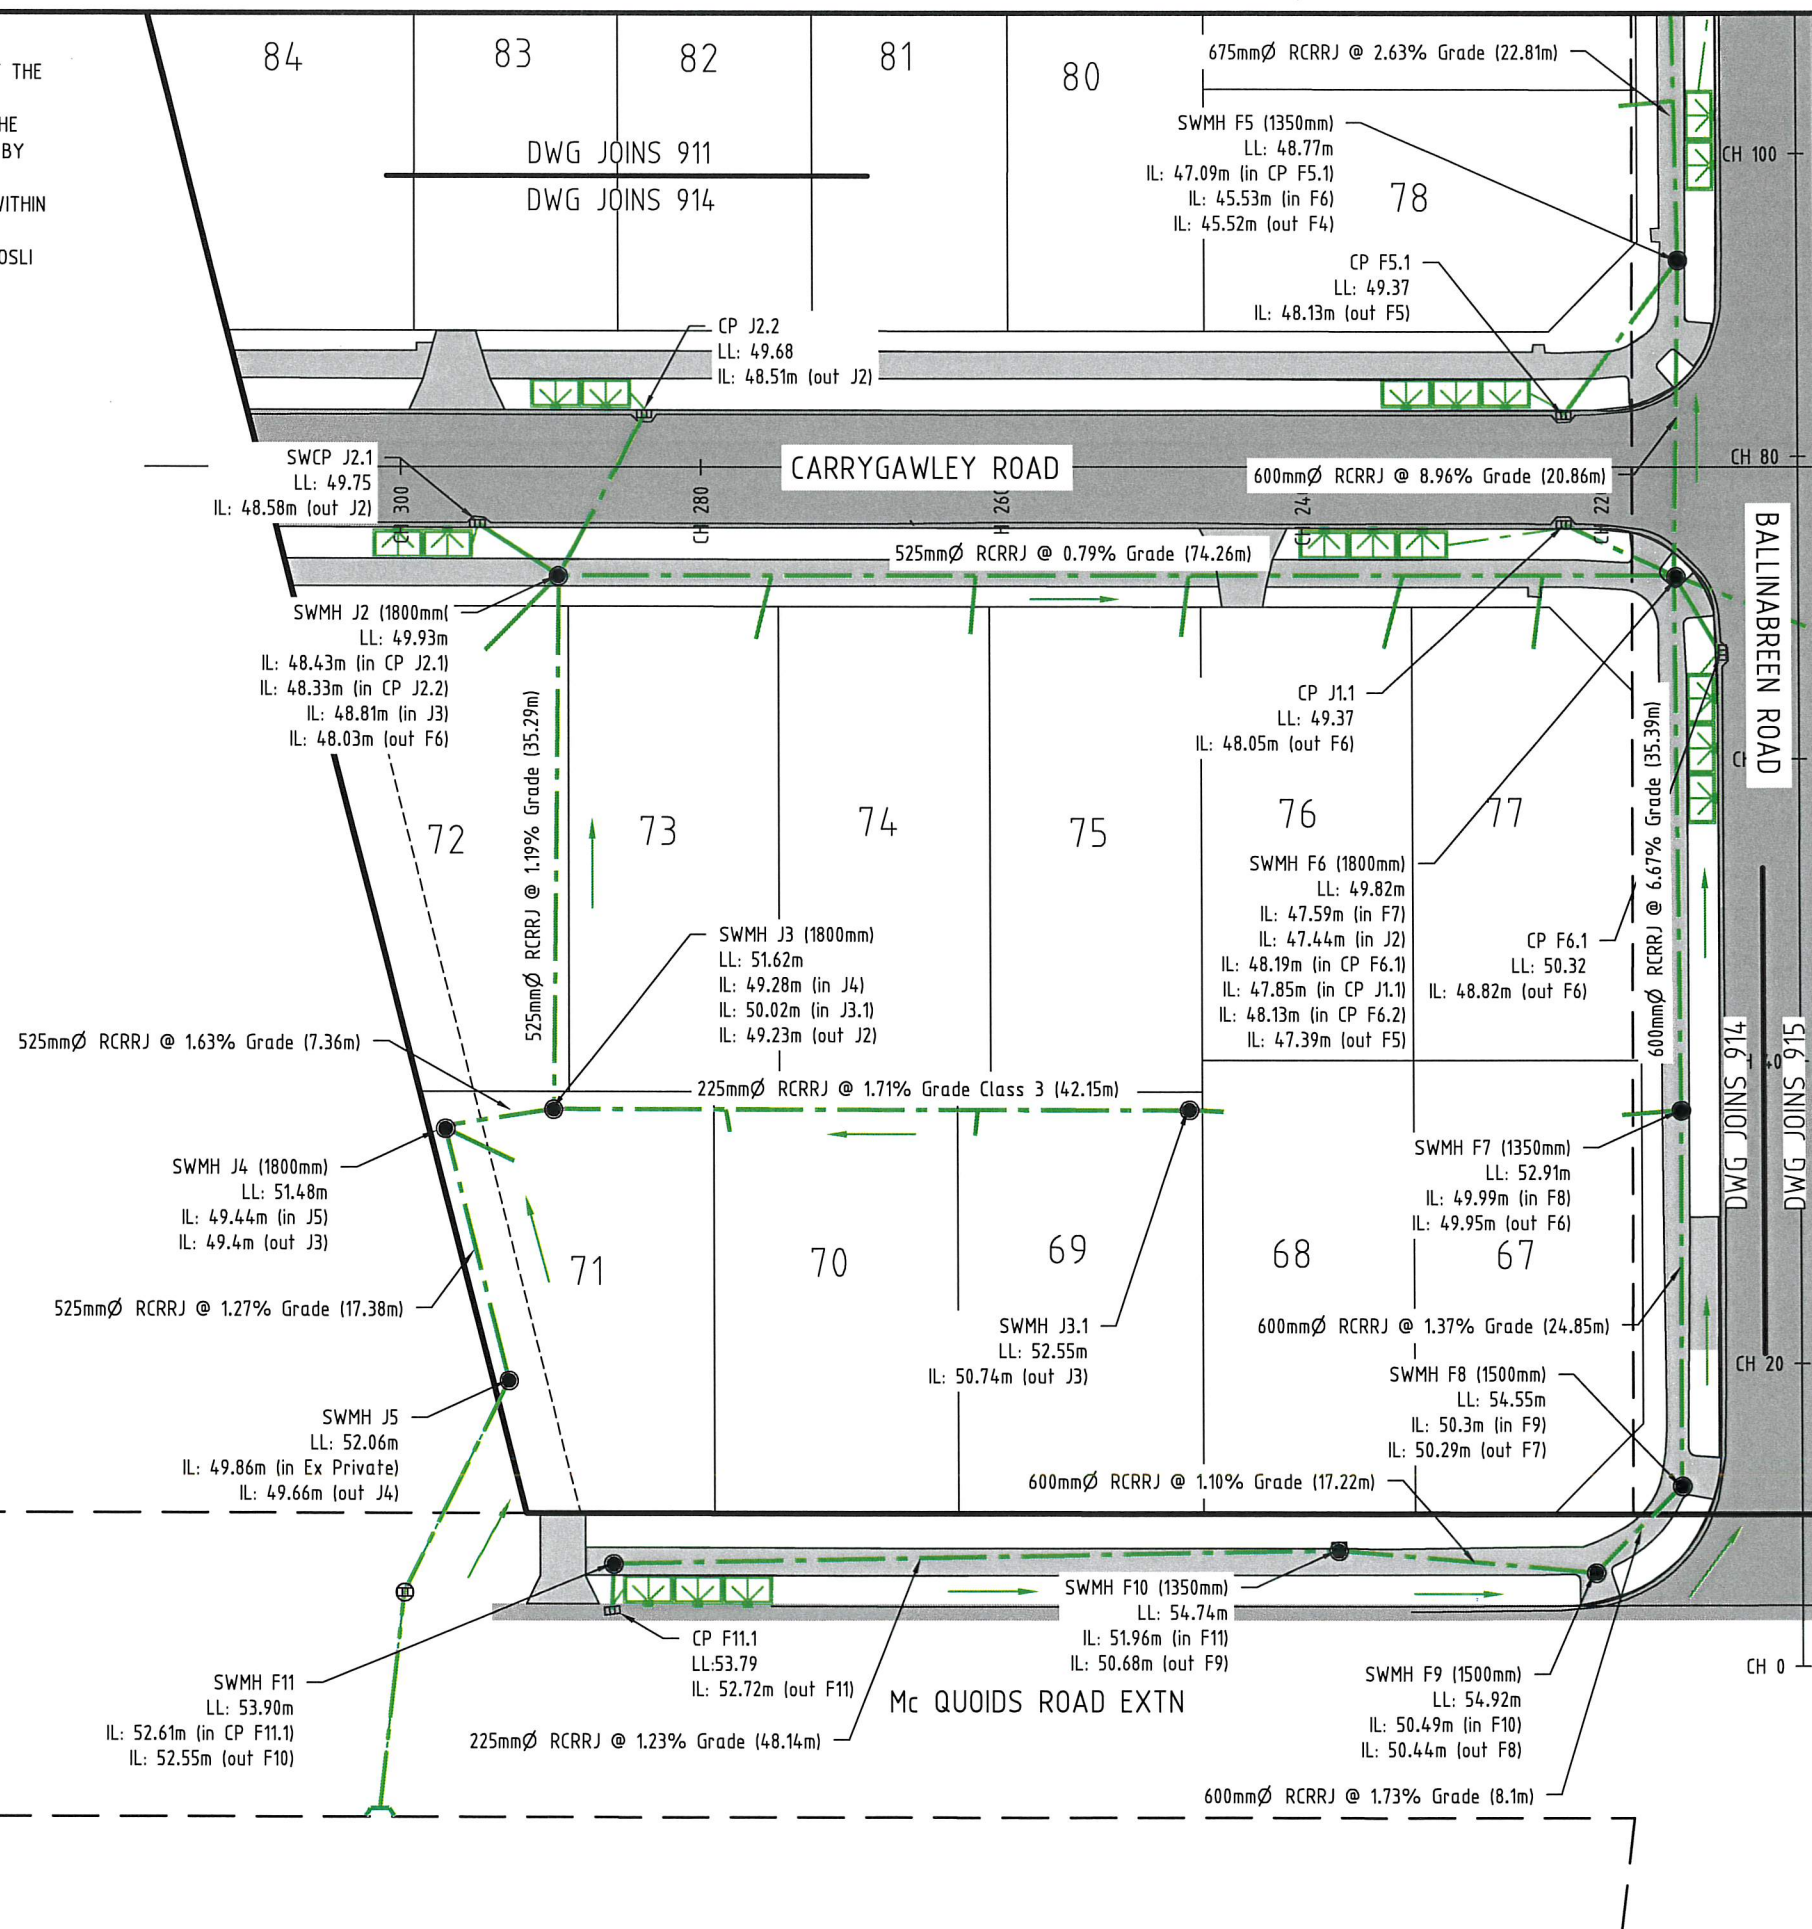 THE
HE
BY
WITHIN
OSLI
84
83
82
81
80
78
DWG JOINS 911
DWG JOINS 914
675mmØ RCRRJ @ 2.63% Grade (22.81m)
SWMH F5 (1350mm)
LL: 48.77m
IL: 47.09m (in CP F5.1)
IL: 45.53m (in F6)
IL: 45.52m (out F4)
CH 100
CP F5.1
LL: 49.37
IL: 48.13m (out F5)
CP J2.2
LL: 49.68
IL: 48.51m (out J2)
SWCP J2.1
LL: 49.75
IL: 48.58m (out J2)
CARRYGAWLEY ROAD
600mmØ RCRRJ @ 8.96% Grade (20.86m)
CH 80
CH 300
CH 280
525mmØ RCRRJ @ 0.79% Grade (74.26m)
BALLINABREEN ROAD
SWMH J2 (1800mm(
LL: 49.93m
IL: 48.43m (in CP J2.1)
IL: 48.33m (in CP J2.2)
IL: 48.81m (in J3)
IL: 48.03m (out F6)
525mmØ RCRRJ @ 1.19% Grade (35.29m)
CP J1.1
LL: 49.37
IL: 48.05m (out F6)
600mmØ RCRRJ @ 6.67% Grade (35.39m)
72
73
74
75
76
77
SWMH F6 (1800mm)
LL: 49.82m
IL: 47.59m (in F7)
IL: 47.44m (in J2)
IL: 48.19m (in CP F6.1)
IL: 47.85m (in CP J1.1)
IL: 48.13m (in CP F6.2)
IL: 47.39m (out F5)
CP F6.1
LL: 50.32
IL: 48.82m (out F6)
SWMH J3 (1800mm)
LL: 51.62m
IL: 49.28m (in J4)
IL: 50.02m (in J3.1)
IL: 49.23m (out J2)
525mmØ RCRRJ @ 1.63% Grade (7.36m)
225mmØ RCRRJ @ 1.71% Grade Class 3 (42.15m)
DWG JOINS 914
DWG JOINS 915
SWMH J4 (1800mm)
LL: 51.48m
IL: 49.44m (in J5)
IL: 49.4m (out J3)
SWMH F7 (1350mm)
LL: 52.91m
IL: 49.99m (in F8)
IL: 49.95m (out F6)
71
70
69
68
67
525mmØ RCRRJ @ 1.27% Grade (17.38m)
SWMH J3.1
LL: 52.55m
IL: 50.74m (out J3)
600mmØ RCRRJ @ 1.37% Grade (24.85m)
CH 20
SWMH F8 (1500mm)
LL: 54.55m
IL: 50.3m (in F9)
IL: 50.29m (out F7)
SWMH J5
LL: 52.06m
IL: 49.86m (in Ex Private)
IL: 49.66m (out J4)
600mmØ RCRRJ @ 1.10% Grade (17.22m)
SWMH F10 (1350mm)
LL: 54.74m
IL: 51.96m (in F11)
IL: 50.68m (out F9)
CP F11.1
LL:53.79
IL: 52.72m (out F11)
SWMH F11
LL: 53.90m
IL: 52.61m (in CP F11.1)
IL: 52.55m (out F10)
Mc QUOIDS ROAD EXTN
CH 0
SWMH F9 (1500mm)
LL: 54.92m
IL: 50.49m (in F10)
IL: 50.44m (out F8)
225mmØ RCRRJ @ 1.23% Grade (48.14m)
600mmØ RCRRJ @ 1.73% Grade (8.1m)